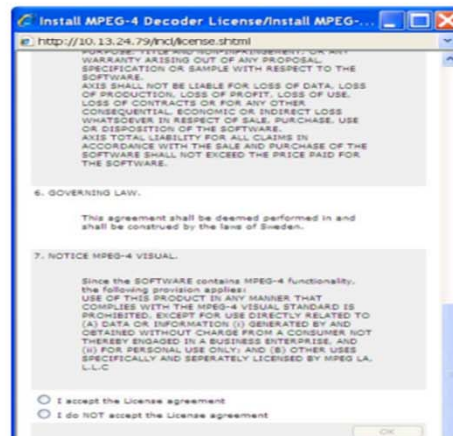 Install MPEG-4 Decoder License/Install MPEG-...
http://10.13.24.79/incl/license.shtml
PURPOSE, TITLE AND NON-INFRINGEMENT, OR ANY
WARRANTY ARISING OUT OF ANY PROPOSAL,
SPECIFICATION OR SAMPLE WITH RESPECT TO THE
SOFTWARE.
AXIS SHALL NOT BE LIABLE FOR LOSS OF DATA, LOSS
OF PRODUCTION, LOSS OF PROFIT, LOSS OF USE,
LOSS OF CONTRACTS OR FOR ANY OTHER
CONSEQUENTIAL, ECONOMIC OR INDIRECT LOSS
WHATSOEVER IN RESPECT OF SALE, PURCHASE, USE
OR DISPOSITION OF THE SOFTWARE.
AXIS TOTAL LIABILITY FOR ALL CLAIMS IN
ACCORDANCE WITH THE SALE AND PURCHASE OF THE
SOFTWARE SHALL NOT EXCEED THE PRICE PAID FOR
THE SOFTWARE.
6. GOVERNING LAW.
This agreement shall be deemed performed in and
shall be construed by the laws of Sweden.
7. NOTICE MPEG-4 VISUAL.
Since the SOFTWARE contains MPEG-4 functionality,
the following provision applies:
USE OF THIS PRODUCT IN ANY MANNER THAT
COMPLIES WITH THE MPEG-4 VISUAL STANDARD IS
PROHIBITED, EXCEPT FOR USE DIRECTLY RELATED TO
(A) DATA OR INFORMATION (i) GENERATED BY AND
OBTAINED WITHOUT CHARGE FROM A CONSUMER NOT
THEREBY ENGAGED IN A BUSINESS ENTERPRISE, AND
(ii) FOR PERSONAL USE ONLY; AND (B) OTHER USES
SPECIFICALLY AND SEPERATELY LICENSED BY MPEG LA,
L.L.C
I accept the License agreement
I do NOT accept the License agreement
OK